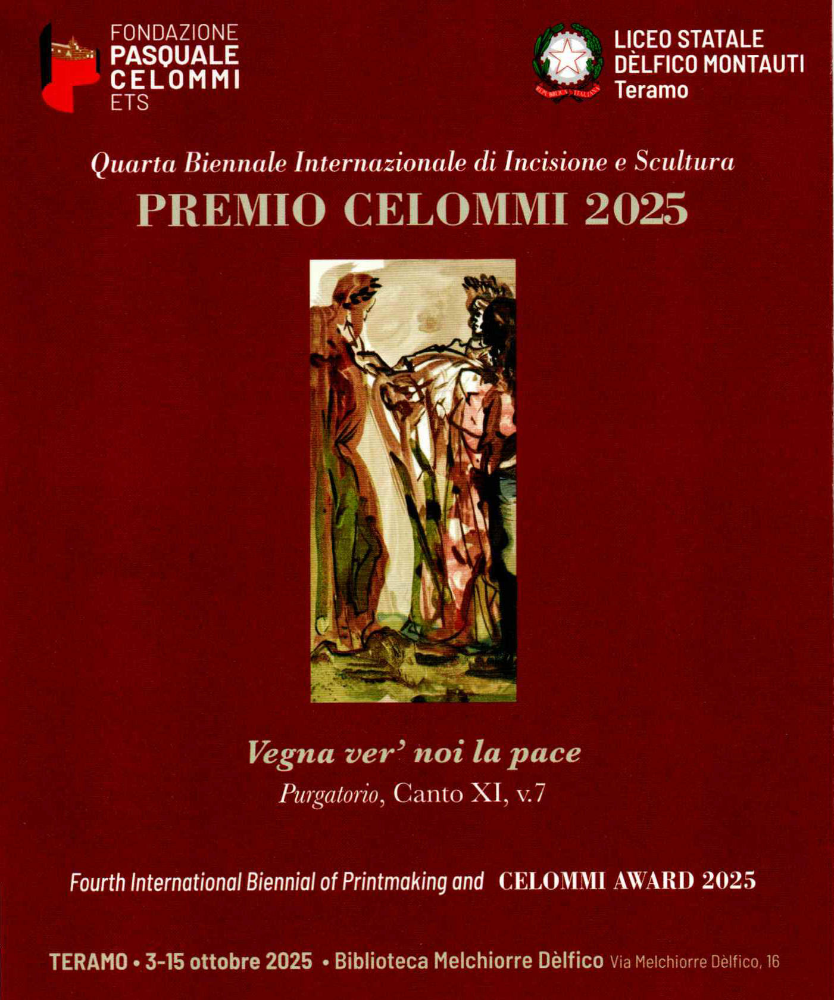 FONDAZIONE
PASQUALE
CELOMMI
ETS
REPVBBLICA ITALIANA
LICEO STATALE
DÈLFICO MONTAUTI
Teramo
Quarta Biennale Internazionale di Incisione e Scultura
PREMIO CELOMMI 2025
Vegna ver’ noi la pace
Purgatorio, Canto XI, v.7
Fourth International Biennial of Printmaking and CELOMMI AWARD 2025
TERAMO • 3-15 ottobre 2025 • Biblioteca Melchiorre Dèlfico Via Melchiorre Dèlfico, 16